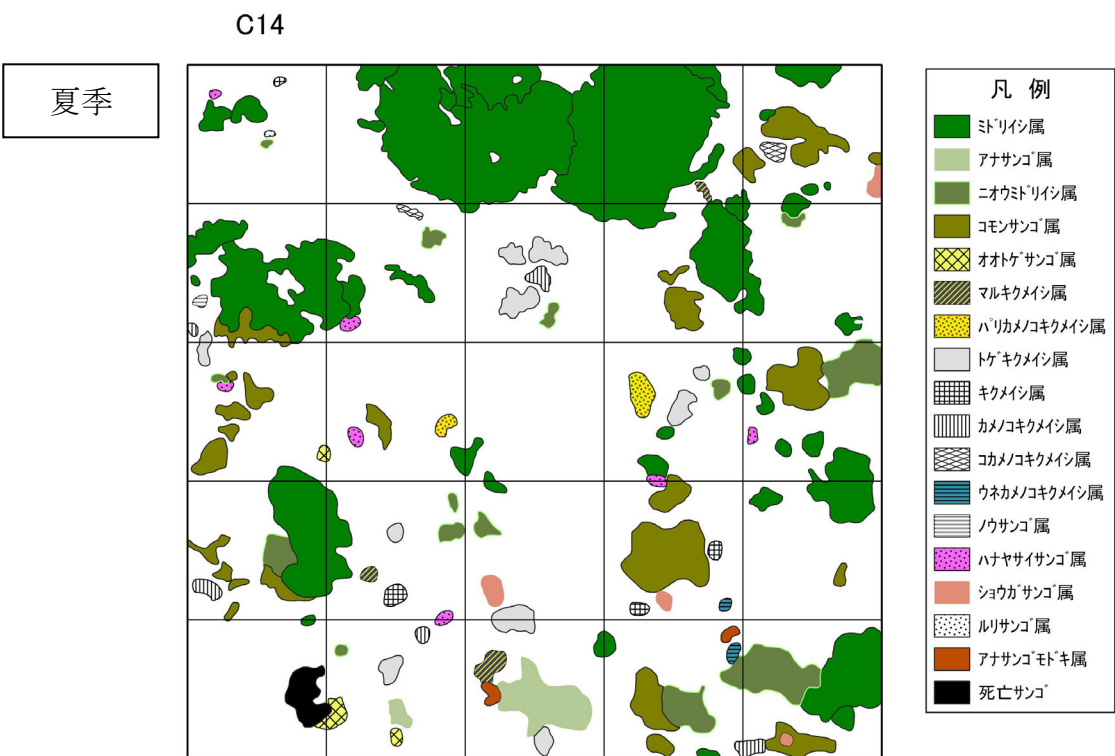 C14
夏季
凡 例
ﾐﾄﾞﾘｲｼ属
ｱﾅｻﾝｺﾞ属
ﾆｵｳﾐﾄﾞﾘｲｼ属
ｺﾓﾝｻﾝｺﾞ属
ｵｵﾄｹﾞｻﾝｺﾞ属
ﾏﾙｷｸﾒｲｼ属
ﾊﾟﾘｶﾒﾉｺｷｸﾒｲｼ属
ﾄｹﾞｷｸﾒｲｼ属
ｷｸﾒｲｼ属
ｶﾒﾉｺｷｸﾒｲｼ属
ｺｶﾒﾉｺｷｸﾒｲｼ属
ｳﾈｶﾒﾉｺｷｸﾒｲｼ属
ﾉｳｻﾝｺﾞ属
ﾊﾅﾔｻｲｻﾝｺﾞ属
ｼｮｳｶﾞｻﾝｺﾞ属
ﾙﾘｻﾝｺﾞ属
ｱﾅｻﾝｺﾞﾓﾄﾞｷ属
死亡サンゴ